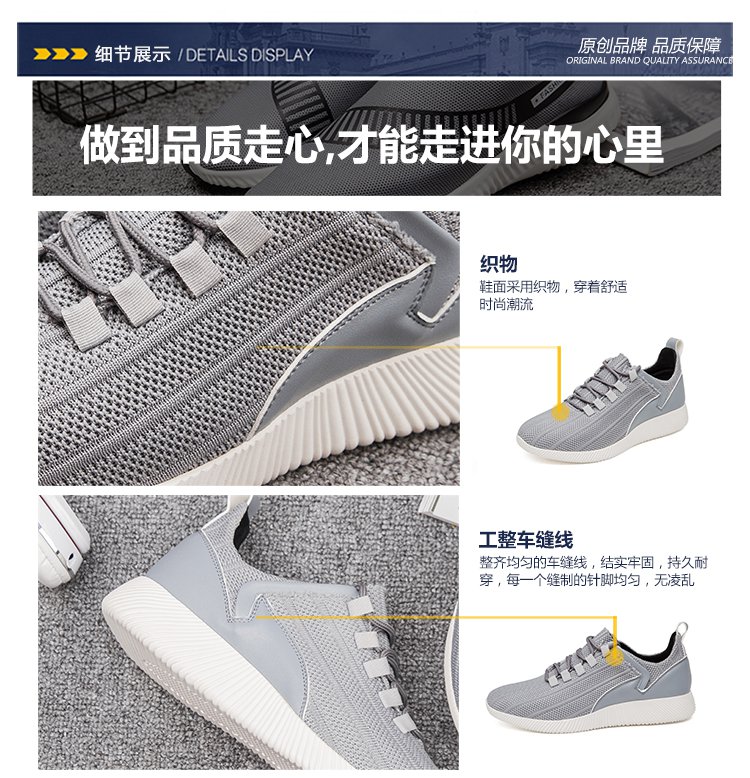 细节展示 / DETAILS DISPLAY
原创品牌 品质保障
ORIGINAL BRAND QUALITY ASSURANCE
做到品质走心,才能走进你的心里
织物
鞋面采用织物，穿着舒适
时尚潮流
工整车缝线
整齐均匀的车缝线，结实牢固，持久耐
穿，每一个缝制的针脚均匀，无凌乱